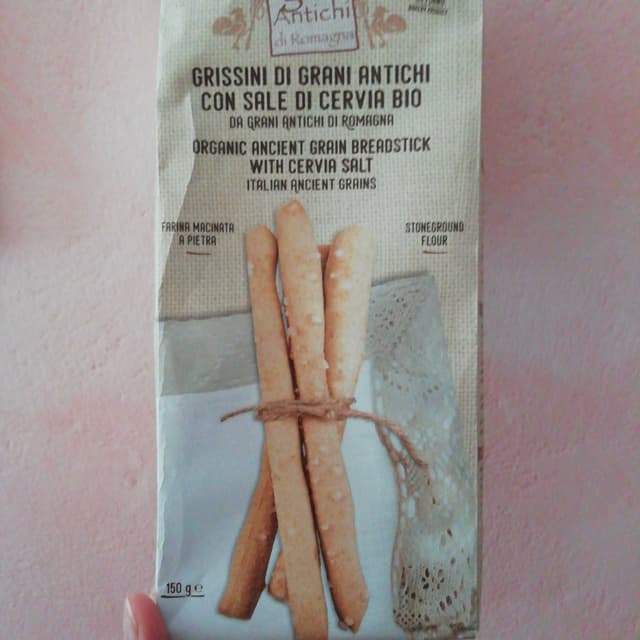 Antichi
di Romagna
GRISSINI DI GRANI ANTICHI
CON SALE DI CERVIA BIO
DA GRANI ANTICHI DI ROMAGNA
ORGANIC ANCIENT GRAIN BREADSTICK
WITH CERVIA SALT
ITALIAN ANCIENT GRAINS
FARINA MACINATA
A PIETRA
STONEGROUND
FLOUR
150 g e